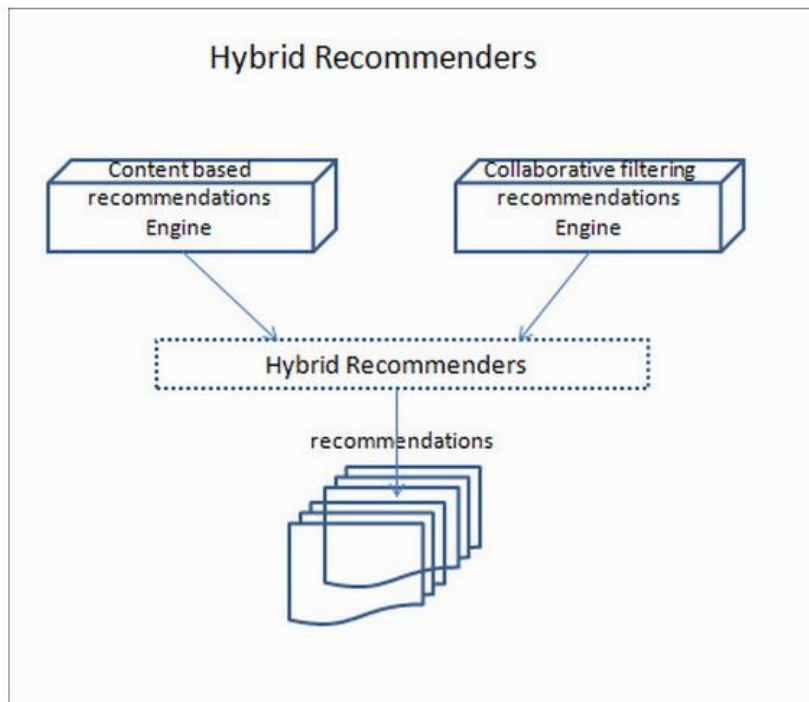 Hybrid Recommenders
Content based
recommendations
Engine
Collaborative filtering
recommendations
Engine
Hybrid Recommenders
recommendations